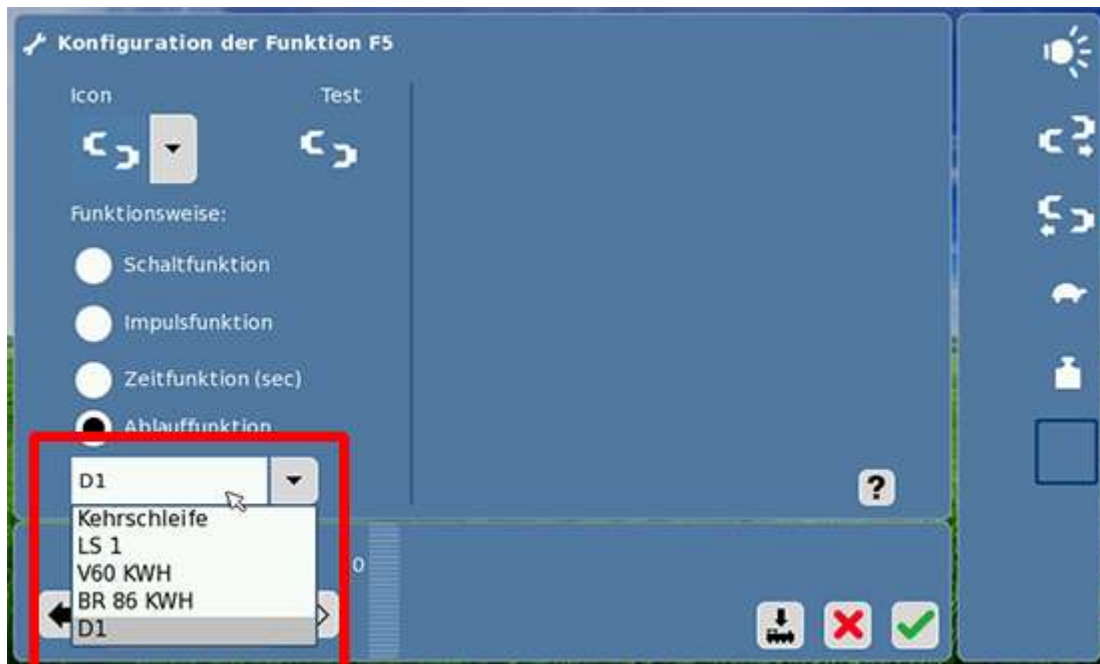 Konfiguration der Funktion F5
Icon
Test
Funktionsweise:
Schaltfunktion
Impulsfunktion
Zeitfunktion (sec)
Ablauffunktion
D1
?
Kehrschleife
LS 1
V60 KWH
BR 86 KWH
D1
0